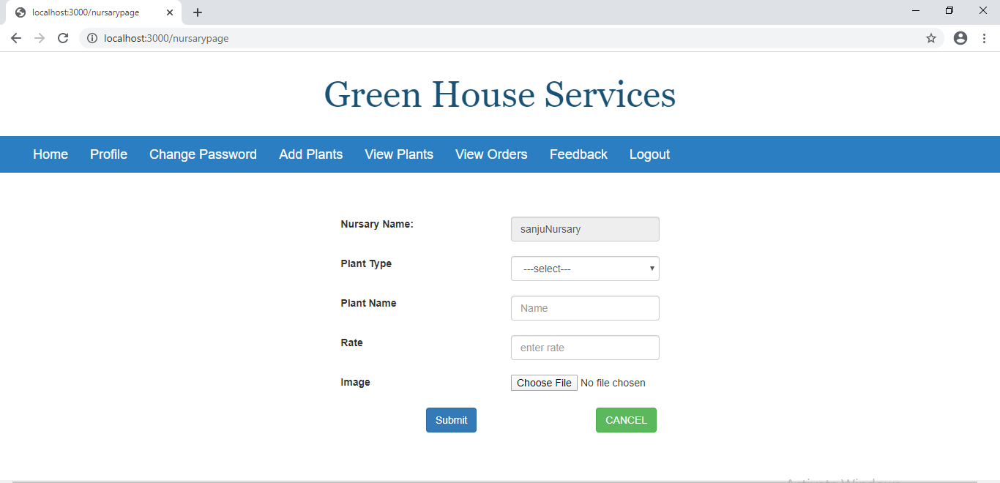 localhost:3000/nursarypage
localhost:3000/nursarypage
Green House Services
Home Profile Change Password Add Plants View Plants View Orders Feedback Logout
Nursary Name: sanjuNursary
Plant Type ---select---
Plant Name Name
Rate enter rate
Image Choose File No file chosen
Submit CANCEL